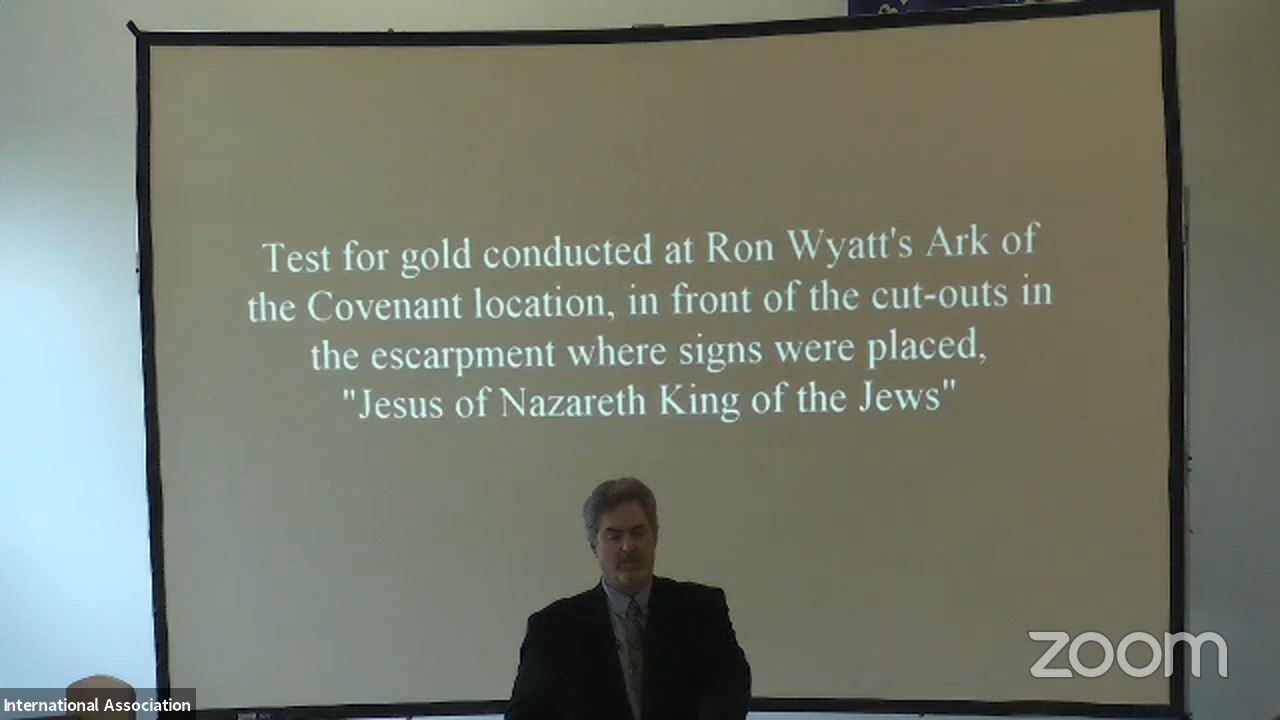 Test for gold conducted at Ron Wyatt's Ark of
the Covenant location, in front of the cut-outs in
the escarpment where signs were placed,
"Jesus of Nazareth King of the Jews"
zoom
International Association